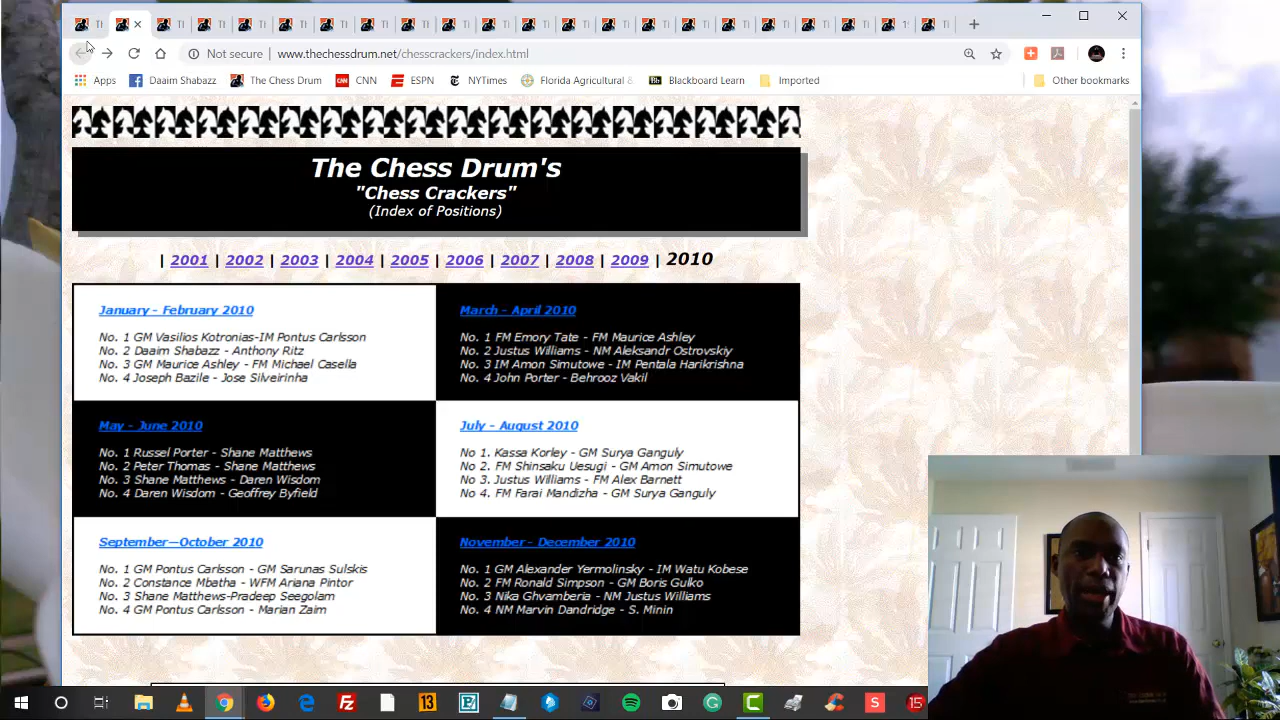 Not secure | www.thechessdrum.net/chesscrackers/index.html
Apps Daaim Shabazz The Chess Drum CNN ESPN NYTimes Florida Agricultural & Blackboard Learn Imported Other bookmarks
The Chess Drum's
"Chess Crackers"
(Index of Positions)
| 2001 | 2002 | 2003 | 2004 | 2005 | 2006 | 2007 | 2008 | 2009 | 2010
January - February 2010
No. 1 GM Vasilios Kotronias-IM Pontus Carlsson
No. 2 Daaim Shabazz - Anthony Ritz
No. 3 GM Maurice Ashley - FM Michael Casella
No. 4 Joseph Bazile - Jose Silveirinha
March - April 2010
No. 1 FM Emory Tate - FM Maurice Ashley
No. 2 Justus Williams - NM Aleksandr Ostrovskiy
No. 3 IM Amon Simutowe - IM Pentala Harikrishna
No. 4 John Porter - Behrooz Vakil
May - June 2010
No. 1 Russel Porter - Shane Matthews
No. 2 Peter Thomas - Shane Matthews
No. 3 Shane Matthews - Daren Wisdom
No. 4 Daren Wisdom - Geoffrey Byfield
July - August 2010
No 1. Kassa Korley - GM Surya Ganguly
No 2. FM Shinsaku Uesugi - GM Amon Simutowe
No 3. Justus Williams - FM Alex Barnett
No 4. FM Farai Mandizha - GM Surya Ganguly
September—October 2010
No. 1 GM Pontus Carlsson - GM Sarunas Sulskis
No. 2 Constance Mbatha - WFM Ariana Pintor
No. 3 Shane Matthews-Pradeep Seegolam
No. 4 GM Pontus Carlsson - Marian Zaim
November - December 2010
No. 1 GM Alexander Yermolinsky - IM Watu Kobese
No. 2 FM Ronald Simpson - GM Boris Gulko
No. 3 Nika Ghvamberia - NM Justus Williams
No. 4 NM Marvin Dandridge - S. Minin